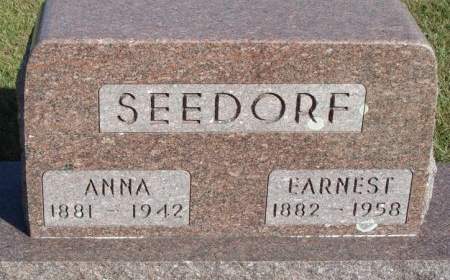 SEEDORF
ANNA
1881 - 1942
EARNEST
1882 - 1958